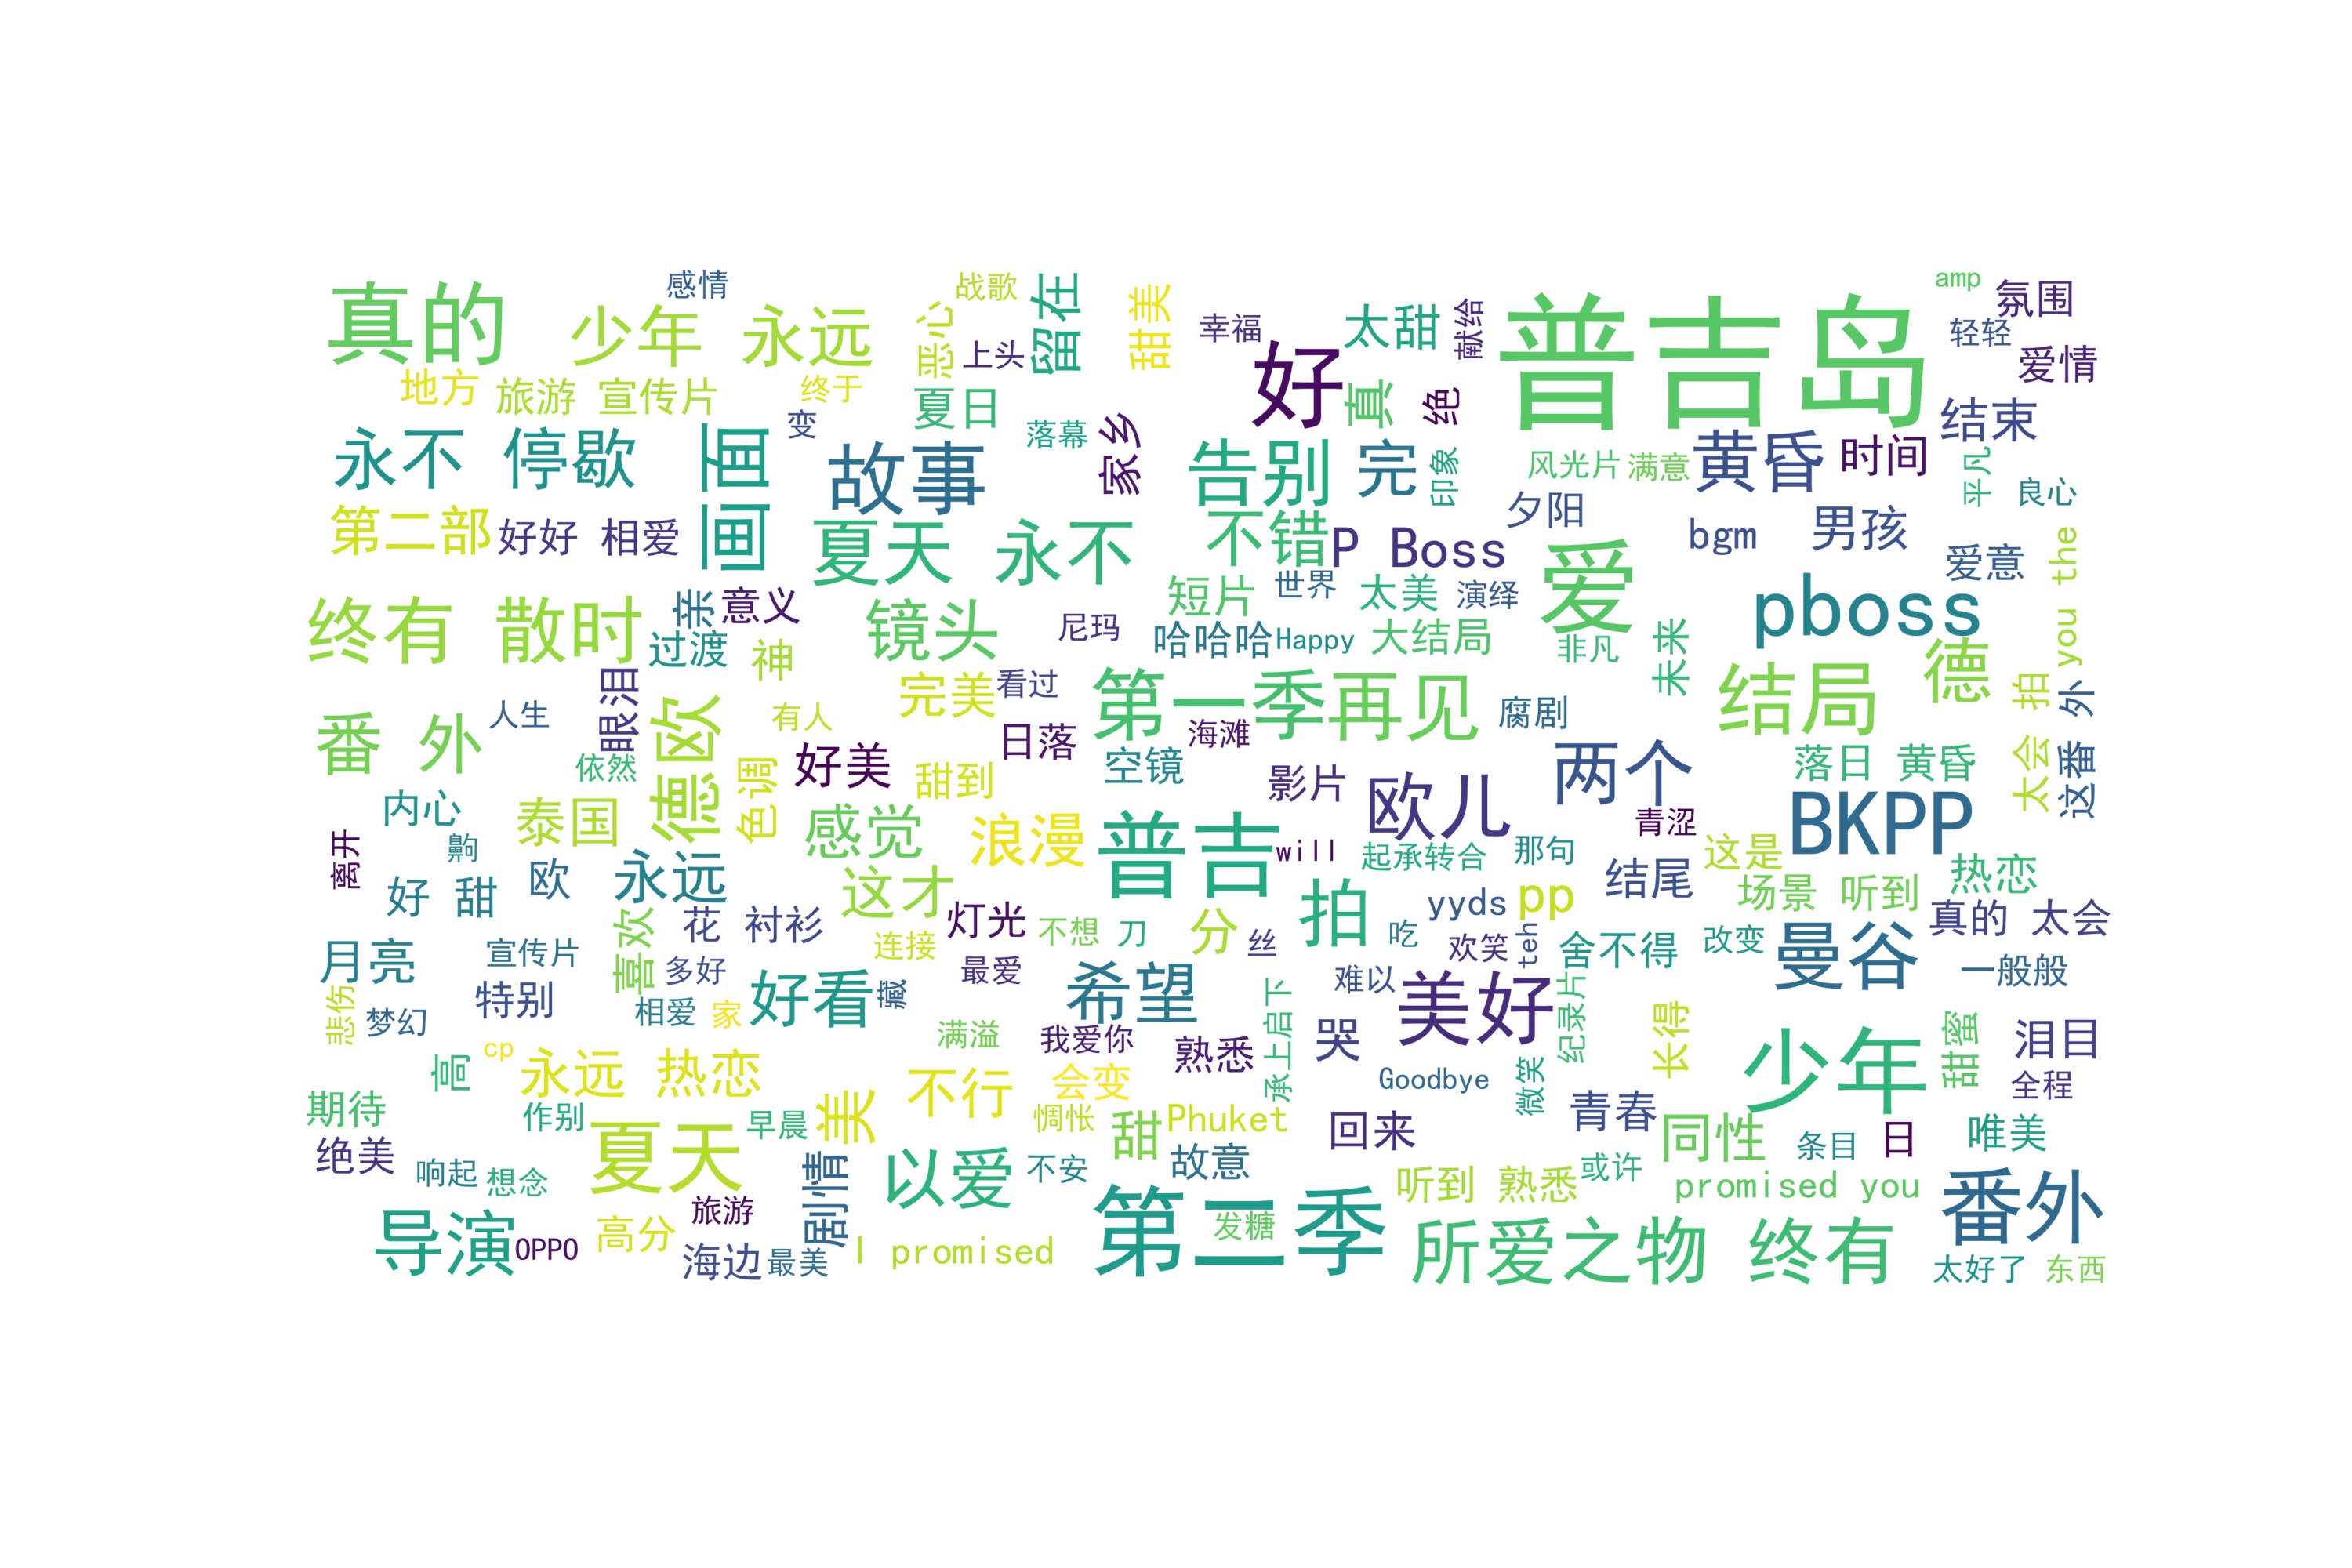 感情
战歌
amp
真的
少年 永远
恶心
上头
留在
甜美
幸福
太甜
献给
普吉岛
氛围
轻轻
爱情
地方
旅游 宣传片
终于
变
夏日
落幕
家乡
好
真
绝
结束
永不 停歇
画面
故事
告别
完
印象
风光片
满意
黄昏
时间
平凡
良心
第二部
好好 相爱
夏天 永不
不错
P Boss
夕阳
bgm
男孩
爱意
you the
终有 散时
亲
意义
过渡
神
镜头
尼玛
短片
世界
太美
演绎
哈哈哈
Happy
大结局
爱
非凡
未来
pboss
德
番 外
人生
眼泪
德欧
有人
完美
看过
第一季再见
海滩
腐剧
结局
拍
外
依然
色调
好美
甜到
日落
空镜
影片
欧儿
两个
青涩
落日 黄昏
太会
这番
内心
泰国
感觉
浪漫
普吉
will
起承转合
那句
这是
BKPP
离开
齁
好 甜
欧
永远
这才
灯光
不想
刀
分
丝
拍
吃
yyds
pp
结尾
场景
听到
热恋
月亮
宣传片
喜欢
花
衬衫
连接
最爱
欢笑
teh
舍不得
改变
曼谷
真的 太会
一般般
悲伤
梦幻
特别
多好
相爱
家
好看
藏
满溢
希望
我爱你
熟悉
承上启下
难以
哭
美好
纪录片
长得
少年
甜蜜
泪目
全程
高
cp
永远 热恋
不行
会变
Goodbye
微笑
青春
期待
作别
夏天
早晨
美
惆怅
甜
Phuket
回来
同性
条目
日
唯美
绝美
响起
想念
旅游
剧情
以爱
不安
故意
听到 熟悉
或许
promised you
番外
导演
OPPO
高分
海边
最美
I promised
第二季
发糖
所爱之物 终有
太好了
东西